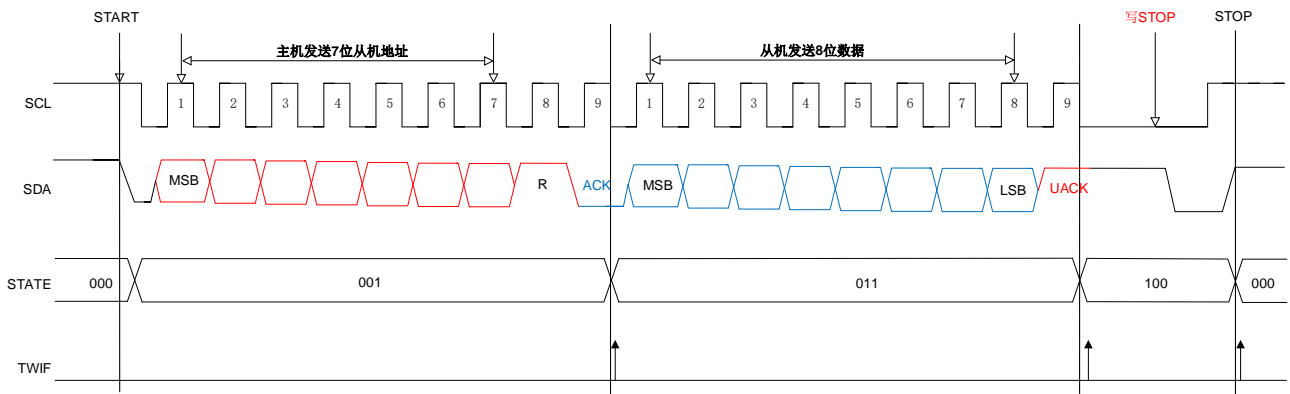 START 写STOP STOP
主机发送7位从机地址 从机发送8位数据
SCL 1 2 3 4 5 6 7 8 9 1 2 3 4 5 6 7 8 9
SDA MSB R ACK MSB LSB UACK
STATE 000 001 011 100 000
TWIF